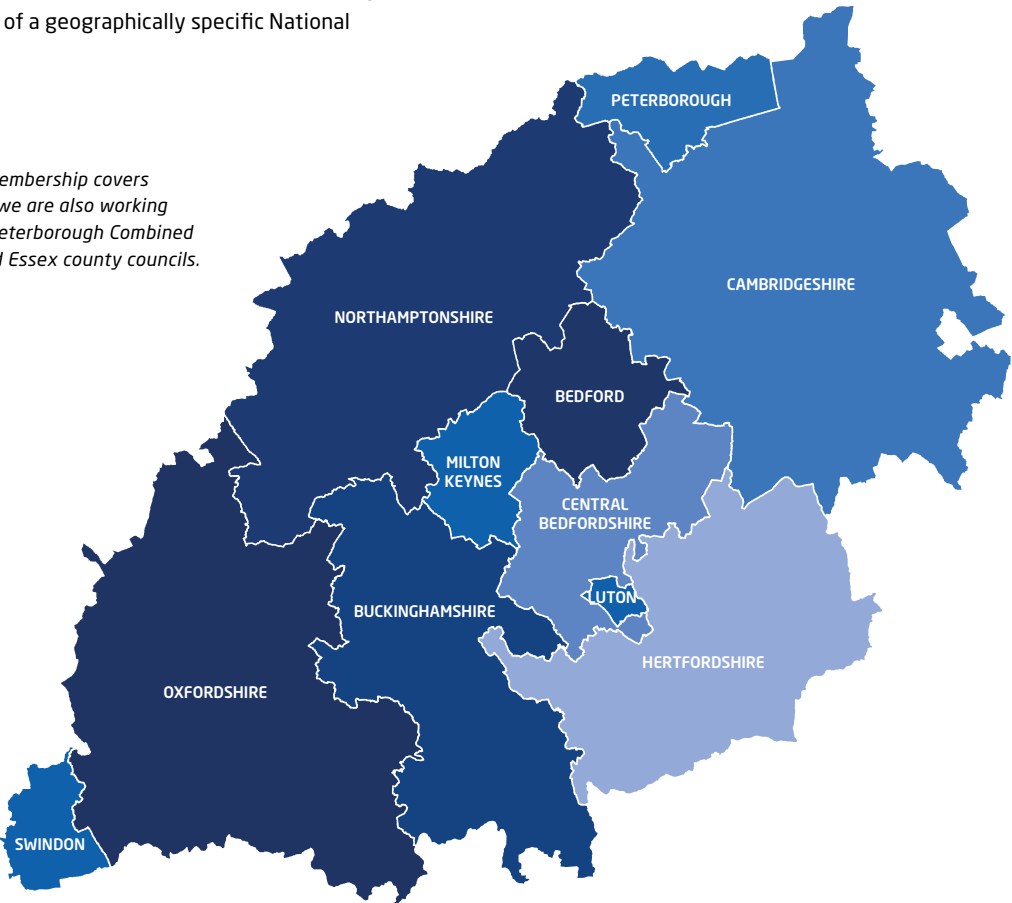 of a geographically specific National
embership covers
we are also working
eterborough Combined
Essex county councils.
PETERBOROUGH
CAMBRIDGESHIRE
NORTHAMPTONSHIRE
BEDFORD
MILTON
KEYNES
CENTRAL
BEDFORDSHIRE
LUTON
BUCKINGHAMSHIRE
HERTFORDSHIRE
OXFORDSHIRE
SWINDON